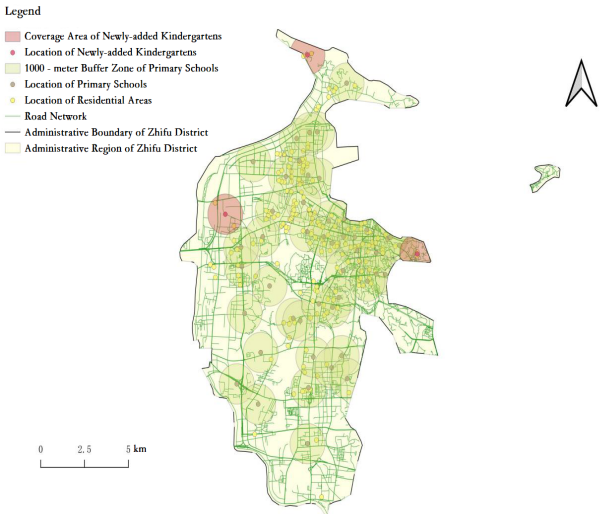 Legend
Coverage Area of Newly-added Kindergartens
Location of Newly-added Kindergartens
1000 - meter Buffer Zone of Primary Schools
Location of Primary Schools
Location of Residential Areas
Road Network
Administrative Boundary of Zhifu District
Administrative Region of Zhifu District
0 2.5 5 km